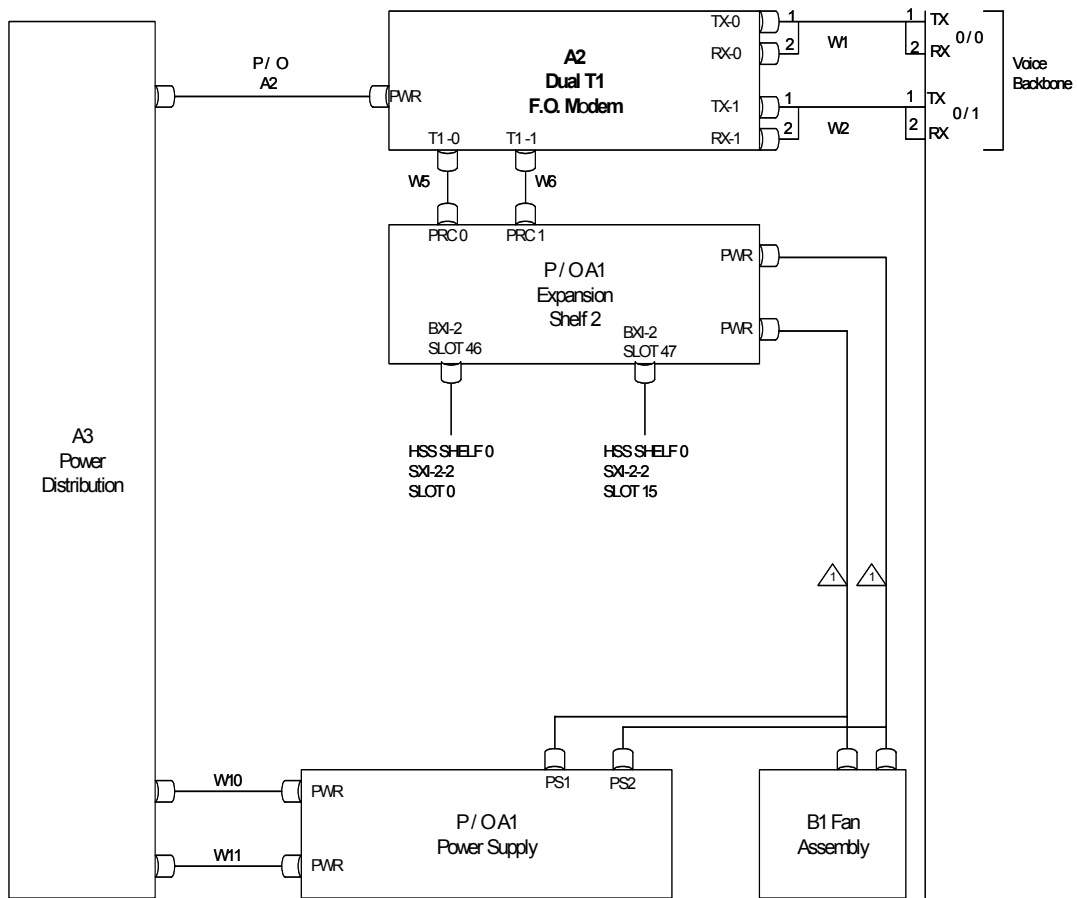 TX-0
1
1
TX
0/0
P/O
A2
A2
Dual T1
F.O. Modem
RX-0
2
W1
2
RX
Voice
Backbone
PWR
TX-1
1
1
TX
0/1
T1-0
T1-1
RX-1
2
W2
2
RX
W5
W6
PRC 0
PRC 1
PWR
P/O A1
Expansion
Shelf 2
BXI-2
SLOT 46
BXI-2
SLOT 47
PWR
A3
Power
Distribution
HSS SHELF 0
SXI-2-2
SLOT 0
HSS SHELF 0
SXI-2-2
SLOT 15
1
1
W10
PWR
PS1
PS2
P/O A1
Power Supply
B1 Fan
Assembly
W11
PWR